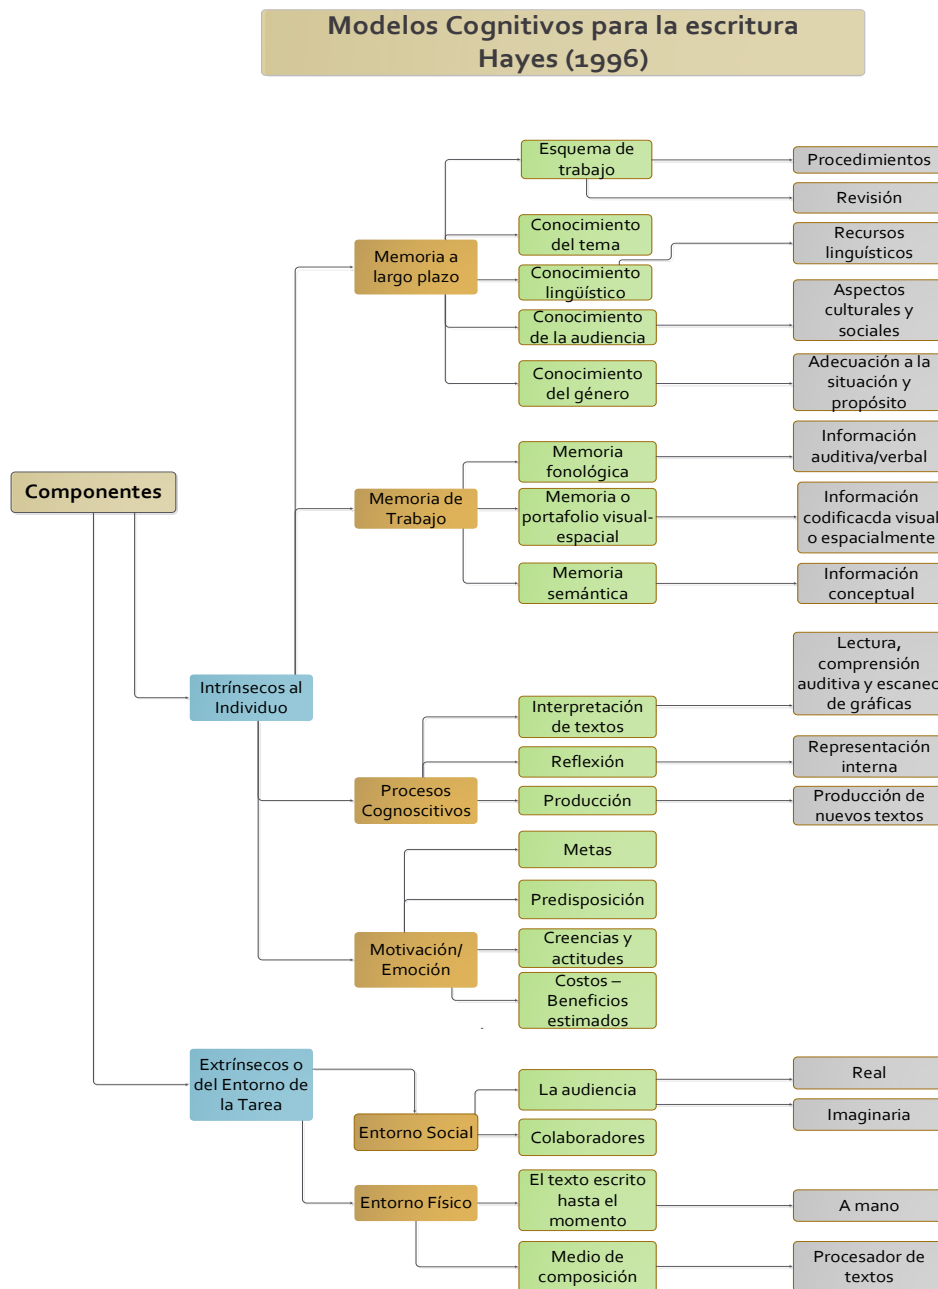 Modelos Cognitivos para la escritura
Hayes (1996)
Esquema de
trabajo
Procedimientos
Revisión
Conocimiento
del tema
Recursos
linguísticos
Memoria a
largo plazo
Conocimiento
lingüístico
Aspectos
culturales y
sociales
Conocimiento
de la audiencia
Conocimiento
del género
Adecuación a la
situación y
propósito
Memoria
fonológica
Información
auditiva/verbal
Componentes
Memoria de
Trabajo
Memoria o
portafolio visual-
espacial
Información
codificacda visual
o espacialmente
Memoria
semántica
Información
conceptual
Intrínsecos al
Individuo
Lectura,
comprensión
auditiva y escaneo
de gráficas
Interpretación
de textos
Reflexión
Representación
interna
Procesos
Cognoscitivos
Producción
Producción de
nuevos textos
Metas
Predisposición
Motivación/
Emoción
Creencias y
actitudes
Costos –
Beneficios
estimados
Extrínsecos o
del Entorno de
la Tarea
La audiencia
Real
Imaginaria
Entorno Social
Colaboradores
Entorno Físico
El texto escrito
hasta el
momento
A mano
Medio de
composición
Procesador de
textos